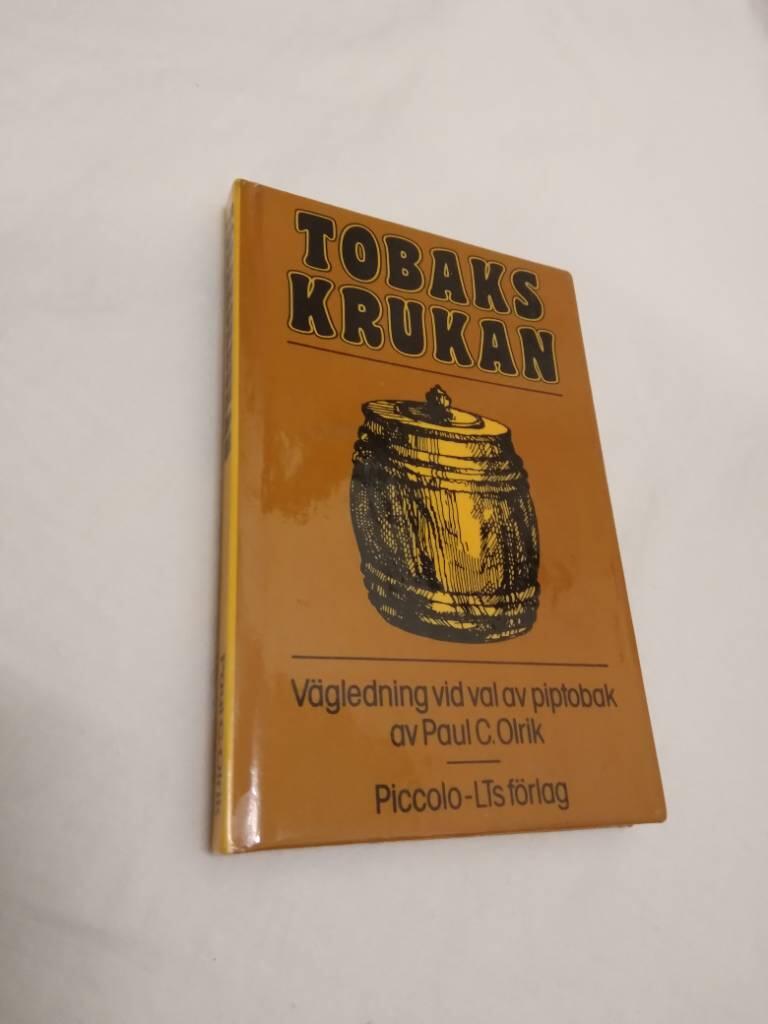 TOBAKS
KRUKAN
Vägledning vid val av piptobak
av Paul C. Olrik
Piccolo-LTs förlag